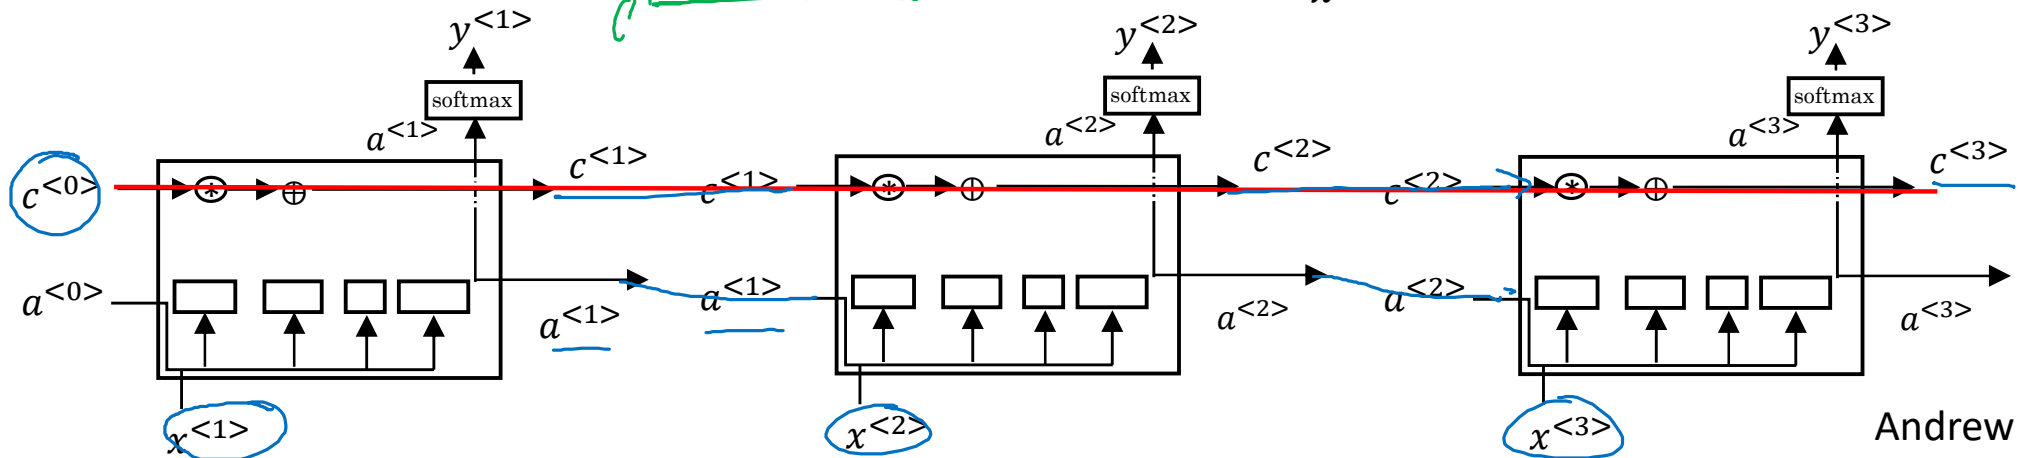 y<1> y<2> y<3>
softmax softmax softmax
a<1> a<2> a<3>
c<0> c<1> c<1> c<2> c<2> c<3>
* ⊕ * ⊕ * ⊕
a<0> a<1> a<1> a<2> a<2> a<3>
x<1> x<2> x<3>
Andrew